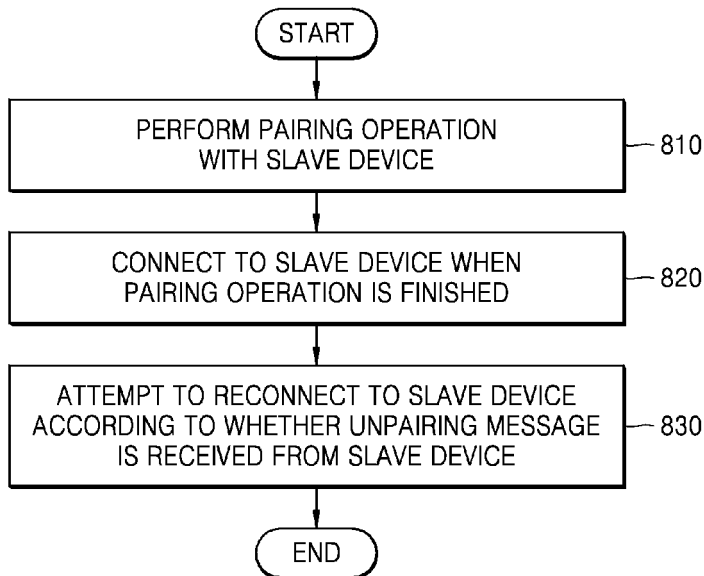 START
PERFORM PAIRING OPERATION
WITH SLAVE DEVICE
810
CONNECT TO SLAVE DEVICE WHEN
PAIRING OPERATION IS FINISHED
820
ATTEMPT TO RECONNECT TO SLAVE DEVICE
ACCORDING TO WHETHER UNPAIRING MESSAGE
IS RECEIVED FROM SLAVE DEVICE
830
END